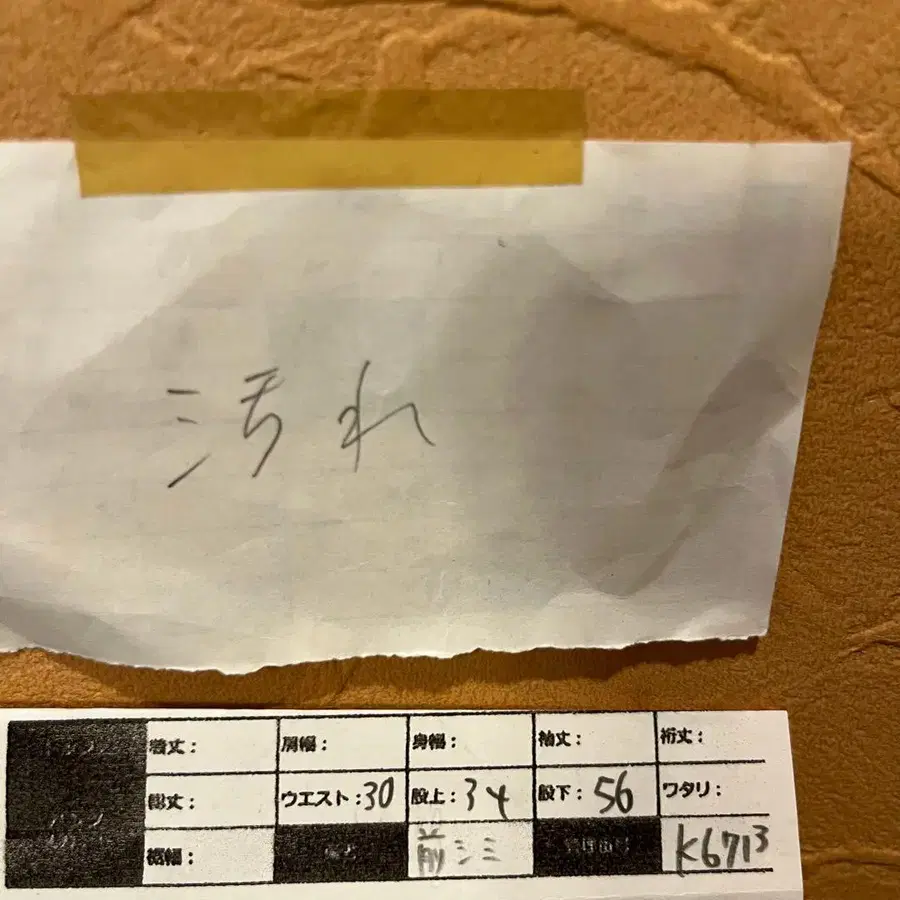 汚れ
着丈： 肩幅： 身幅： 袖丈： 裄丈：
総丈： ウエスト：30 股上：34 股下：56 ワタリ：
裾幅： 前シミ K6713